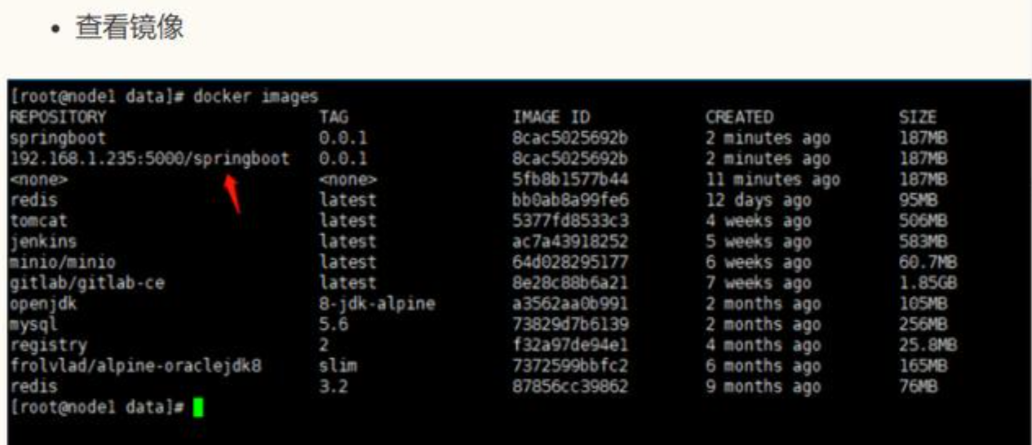 • 查看镜像
[root@node1 data]# docker images
REPOSITORY TAG IMAGE ID CREATED SIZE
springboot 0.0.1 8cac5025692b 2 minutes ago 187MB
192.168.1.235:5000/springboot 0.0.1 8cac5025692b 2 minutes ago 187MB
<none> <none> 5fb8b1577b44 11 minutes ago 187MB
redis latest bb0ab8a99fe6 12 days ago 95MB
tomcat latest 5377fd8533c3 4 weeks ago 506MB
jenkins latest ac7a43918252 5 weeks ago 583MB
minio/minio latest 64d028295177 6 weeks ago 60.7MB
gitlab/gitlab-ce latest 8e28c88b6a21 7 weeks ago 1.85GB
openjdk 8-jdk-alpine a3562aa0b991 2 months ago 105MB
mysql 5.6 73829d7b6139 2 months ago 256MB
registry 2 f32a97de94e1 4 months ago 25.8MB
frolvlad/alpine-oraclejdk8 slim 7372599bbfc2 6 months ago 165MB
redis 3.2 87856cc39862 9 months ago 76MB
[root@node1 data]#